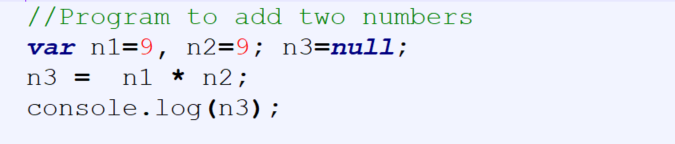 //Program to add two numbers
var n1=9, n2=9; n3=null;
n3 =  n1 * n2;
console.log(n3);